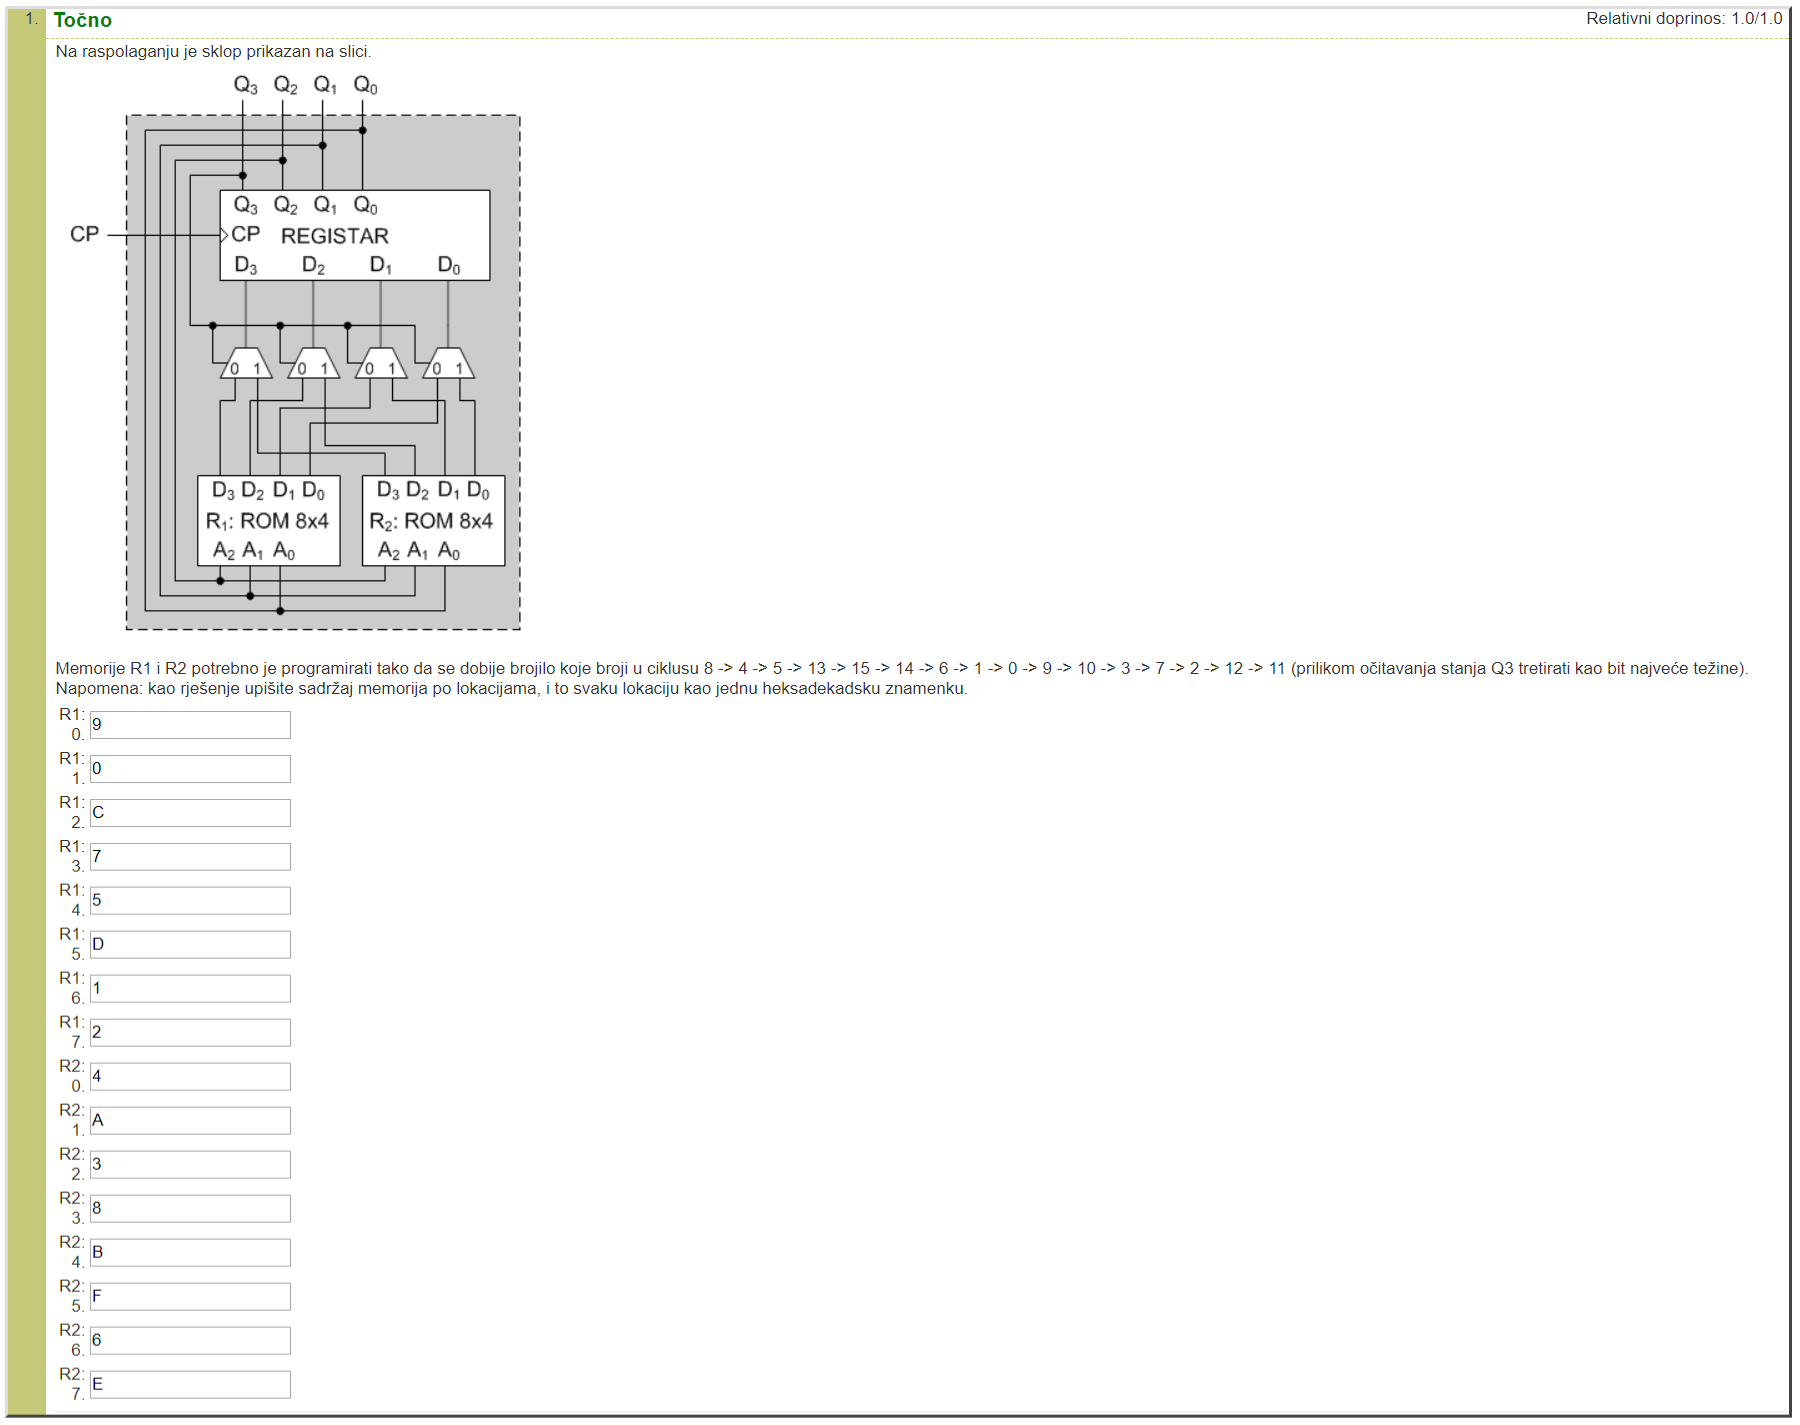 1. Točno Relativni doprinos: 1.0/1.0
Na raspolaganju je sklop prikazan na slici.
Q3 Q2 Q1 Q0
Q3 Q2 Q1 Q0
CP CP REGISTAR
D3 D2 D1 D0
0 1 0 1 0 1 0 1
D3 D2 D1 D0 D3 D2 D1 D0
R1: ROM 8x4 R2: ROM 8x4
A2 A1 A0 A2 A1 A0
Memorije R1 i R2 potrebno je programirati tako da se dobije brojilo koje broji u ciklusu 8 -> 4 -> 5 -> 13 -> 15 -> 14 -> 6 -> 1 -> 0 -> 9 -> 10 -> 3 -> 7 -> 2 -> 12 -> 11 (prilikom očitavanja stanja Q3 tretirati kao bit najveće težine).
Napomena: kao rješenje upišite sadržaj memorija po lokacijama, i to svaku lokaciju kao jednu heksadekadsku znamenku.
R1:
0. 9
R1:
1. 0
R1:
2. C
R1:
3. 7
R1:
4. 5
R1:
5. D
R1:
6. 1
R1:
7. 2
R2:
0. 4
R2:
1. A
R2:
2. 3
R2:
3. 8
R2:
4. B
R2:
5. F
R2:
6. 6
R2:
7. E